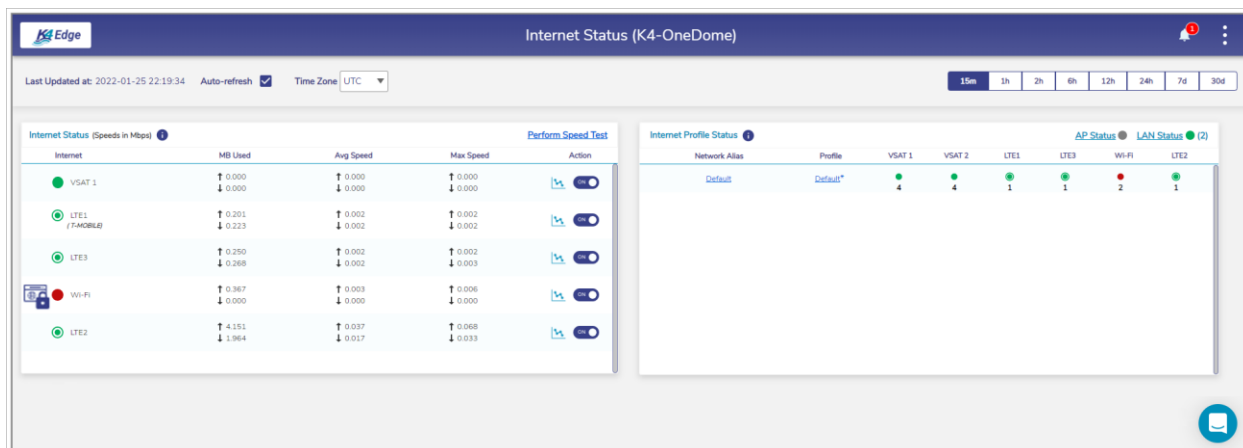 K4 Edge
Internet Status (K4-OneDome)
1
Last Updated at: 2022-01-25 22:19:34 Auto-refresh Time Zone UTC
15m 1h 2h 6h 12h 24h 7d 30d
Internet Status (Speeds in Mbps) Perform Speed Test
Internet MB Used Avg Speed Max Speed Action
VSAT 1 ↑ 0.000 ↑ 0.000 ↑ 0.000 ON
↓ 0.000 ↓ 0.000 ↓ 0.000
LTE1 ↑ 0.201 ↑ 0.002 ↑ 0.002 ON
(T-MOBILE) ↓ 0.223 ↓ 0.002 ↓ 0.002
LTE3 ↑ 0.250 ↑ 0.002 ↑ 0.002 ON
↓ 0.268 ↓ 0.002 ↓ 0.003
Wi-Fi ↑ 0.367 ↑ 0.003 ↑ 0.006 ON
↓ 0.000 ↓ 0.000 ↓ 0.000
LTE2 ↑ 4.151 ↑ 0.037 ↑ 0.068 ON
↓ 1.964 ↓ 0.017 ↓ 0.033
Internet Profile Status AP Status LAN Status (2)
Network Alias Profile VSAT 1 VSAT 2 LTE1 LTE3 Wi-Fi LTE2
Default Default*
4 4 1 1 2 1